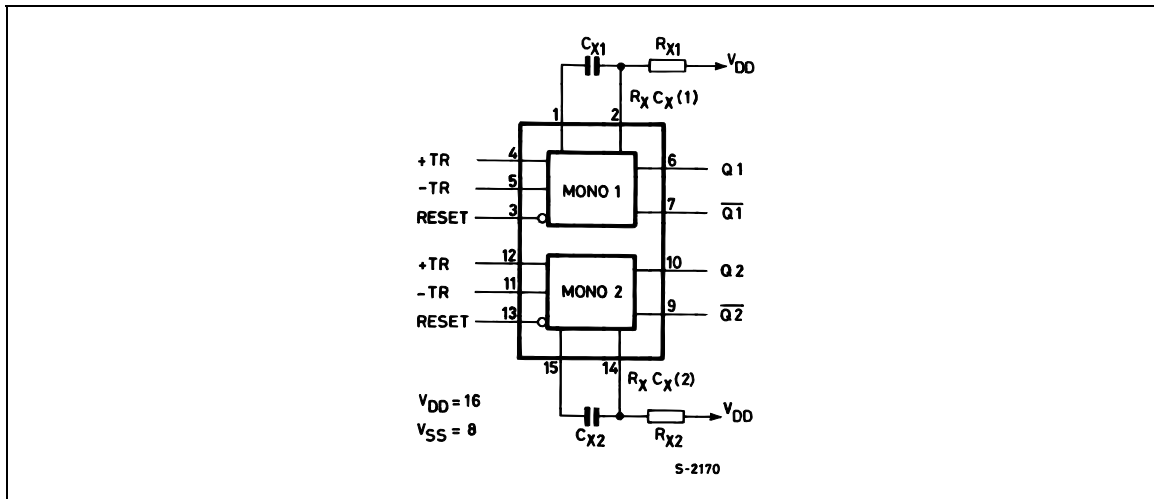 CX1 RX1 VDD
RX CX (1)
1 2
+TR 4 6 Q1
-TR 5 MONO 1
RESET 3 7 Q1
+TR 12 10 Q2
-TR 11 MONO 2
RESET 13 9 Q2
15 14 RX CX (2)
VDD = 16 VDD
VSS = 8 CX2 RX2
S-2170